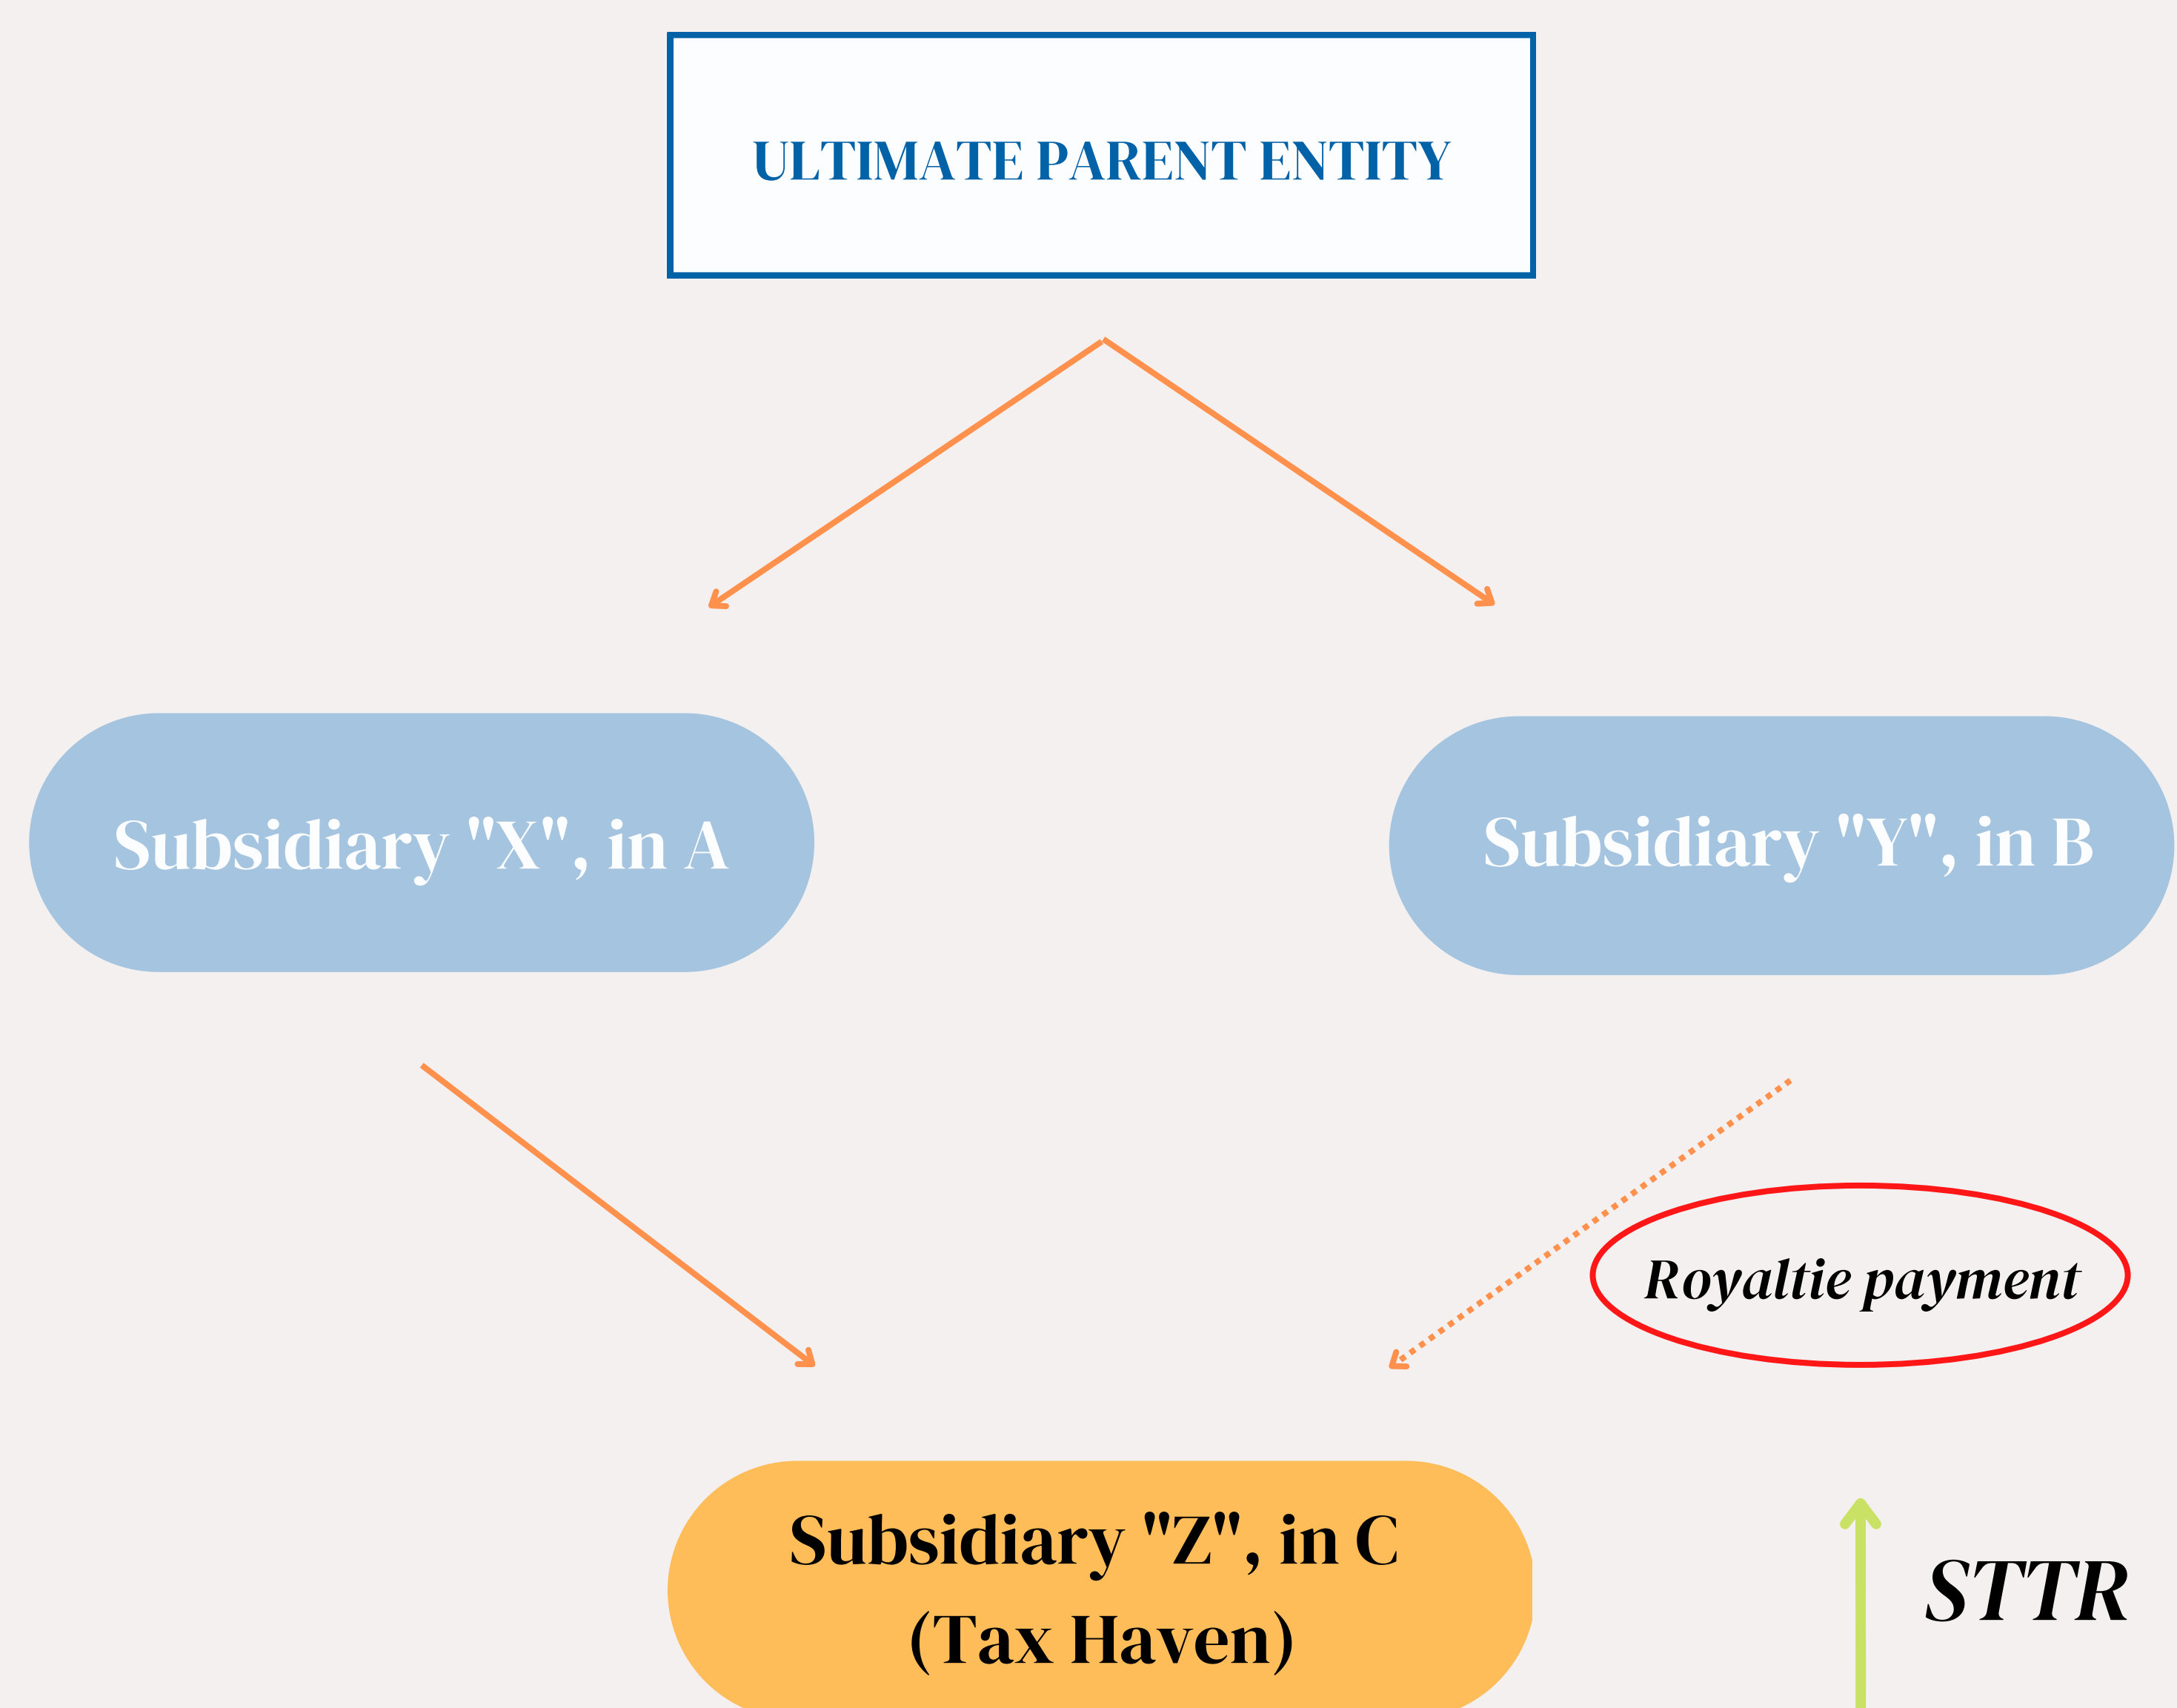 ULTIMATE PARENT ENTITY
Subsidiary "X", in A
Subsidiary "Y", in B
Royaltie payment
Subsidiary "Z", in C
(Tax Haven)
STTR